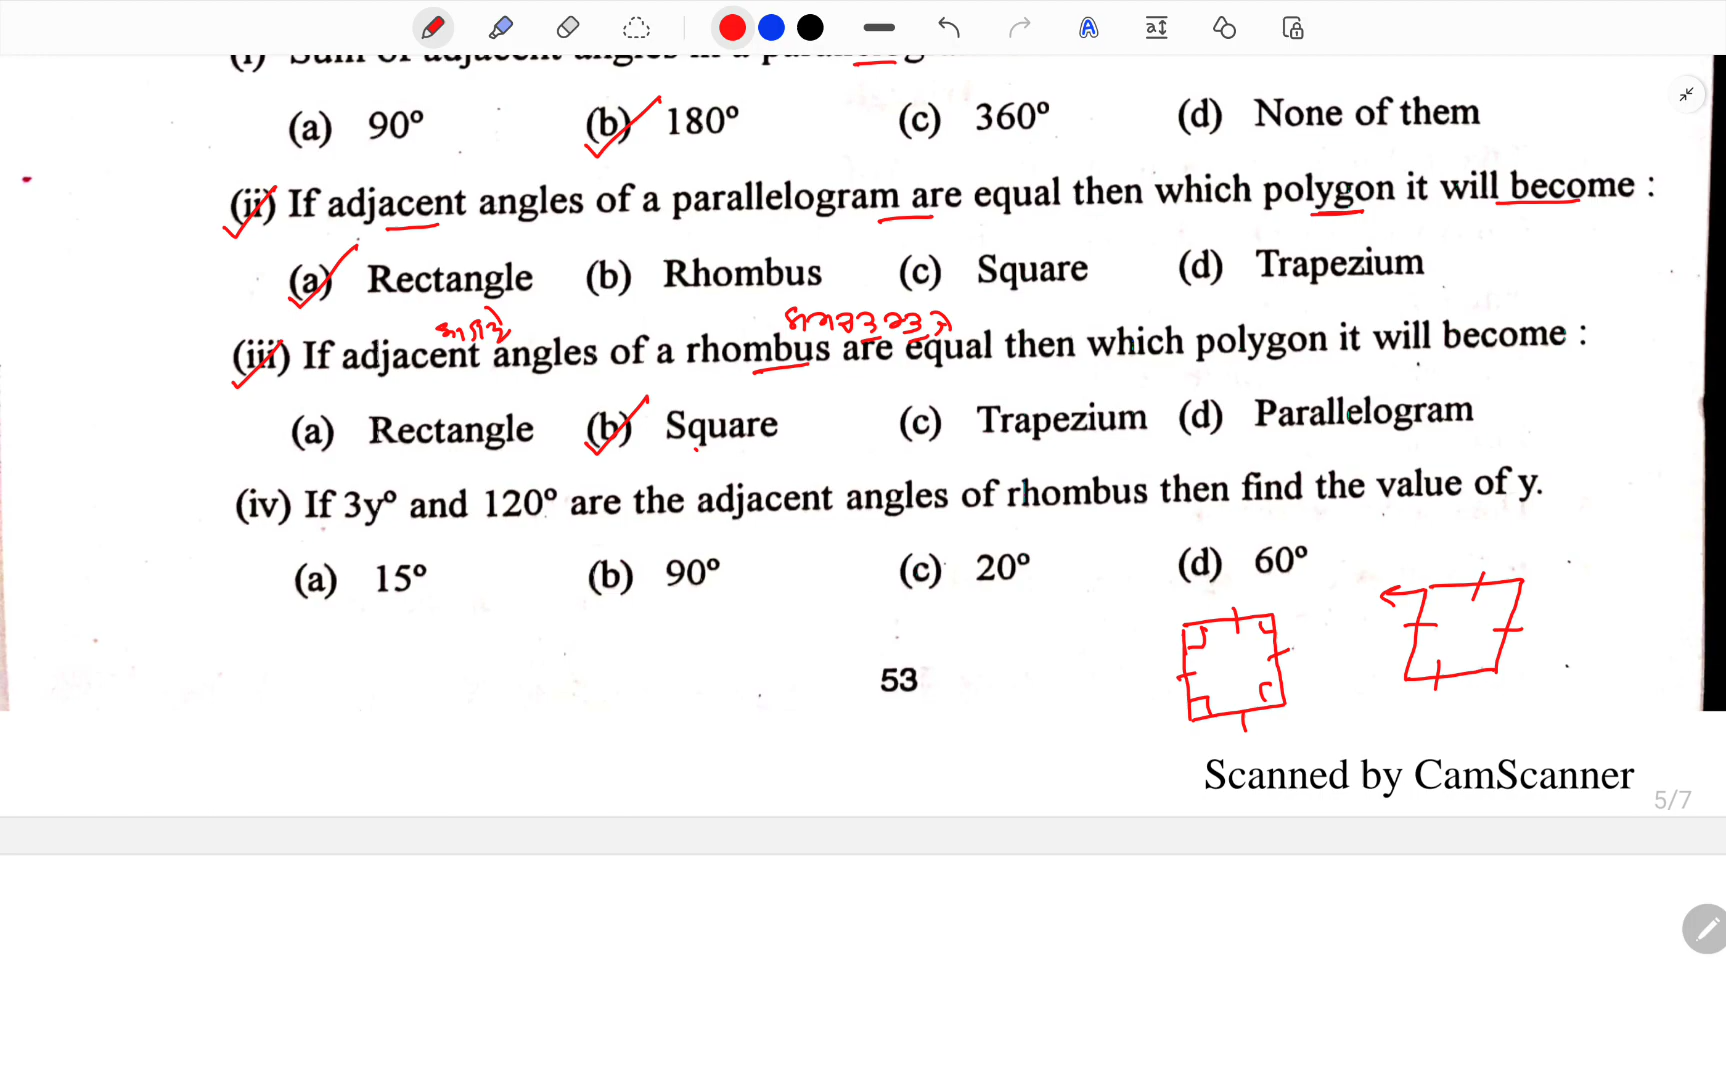 (a) 90° (b) 180° (c) 360° (d) None of them
(ii) If adjacent angles of a parallelogram are equal then which polygon it will become :
(a) Rectangle (b) Rhombus (c) Square (d) Trapezium
(iii) If adjacent angles of a rhombus are equal then which polygon it will become :
(a) Rectangle (b) Square (c) Trapezium (d) Parallelogram
(iv) If 3y° and 120° are the adjacent angles of rhombus then find the value of y.
(a) 15° (b) 90° (c) 20° (d) 60°
53
Scanned by CamScanner
5/7